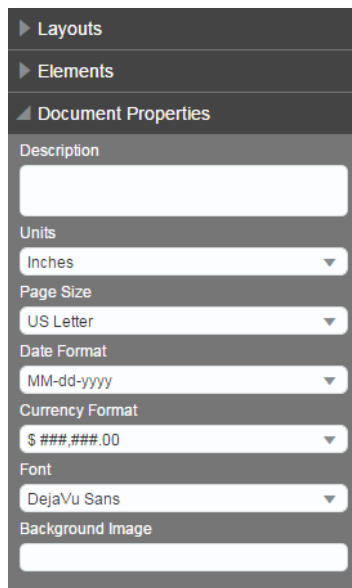 Layouts
Elements
Document Properties
Description
Units
Inches
Page Size
US Letter
Date Format
MM-dd-yyyy
Currency Format
$ ###,###.00
Font
DejaVu Sans
Background Image